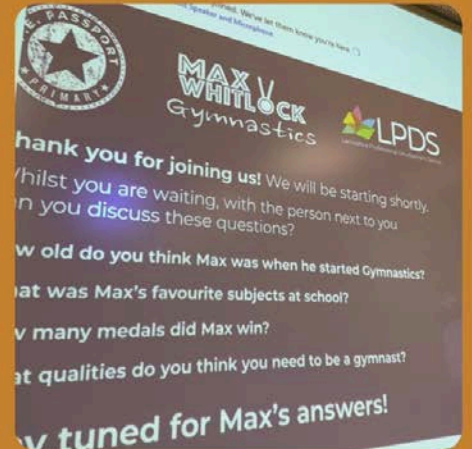 joined. We've let them know you're here.
Speaker and Microphone
E. PASSPORT
PRIMARY
MAX
WHITLOCK
Gymnastics
LPDS
hank you for joining us! We will be starting shortly.
hilst you are waiting, with the person next to you
n you discuss these questions?
w old do you think Max was when he started Gymnastics?
at was Max's favourite subjects at school?
w many medals did Max win?
at qualities do you think you need to be a gymnast?
y tuned for Max's answers!